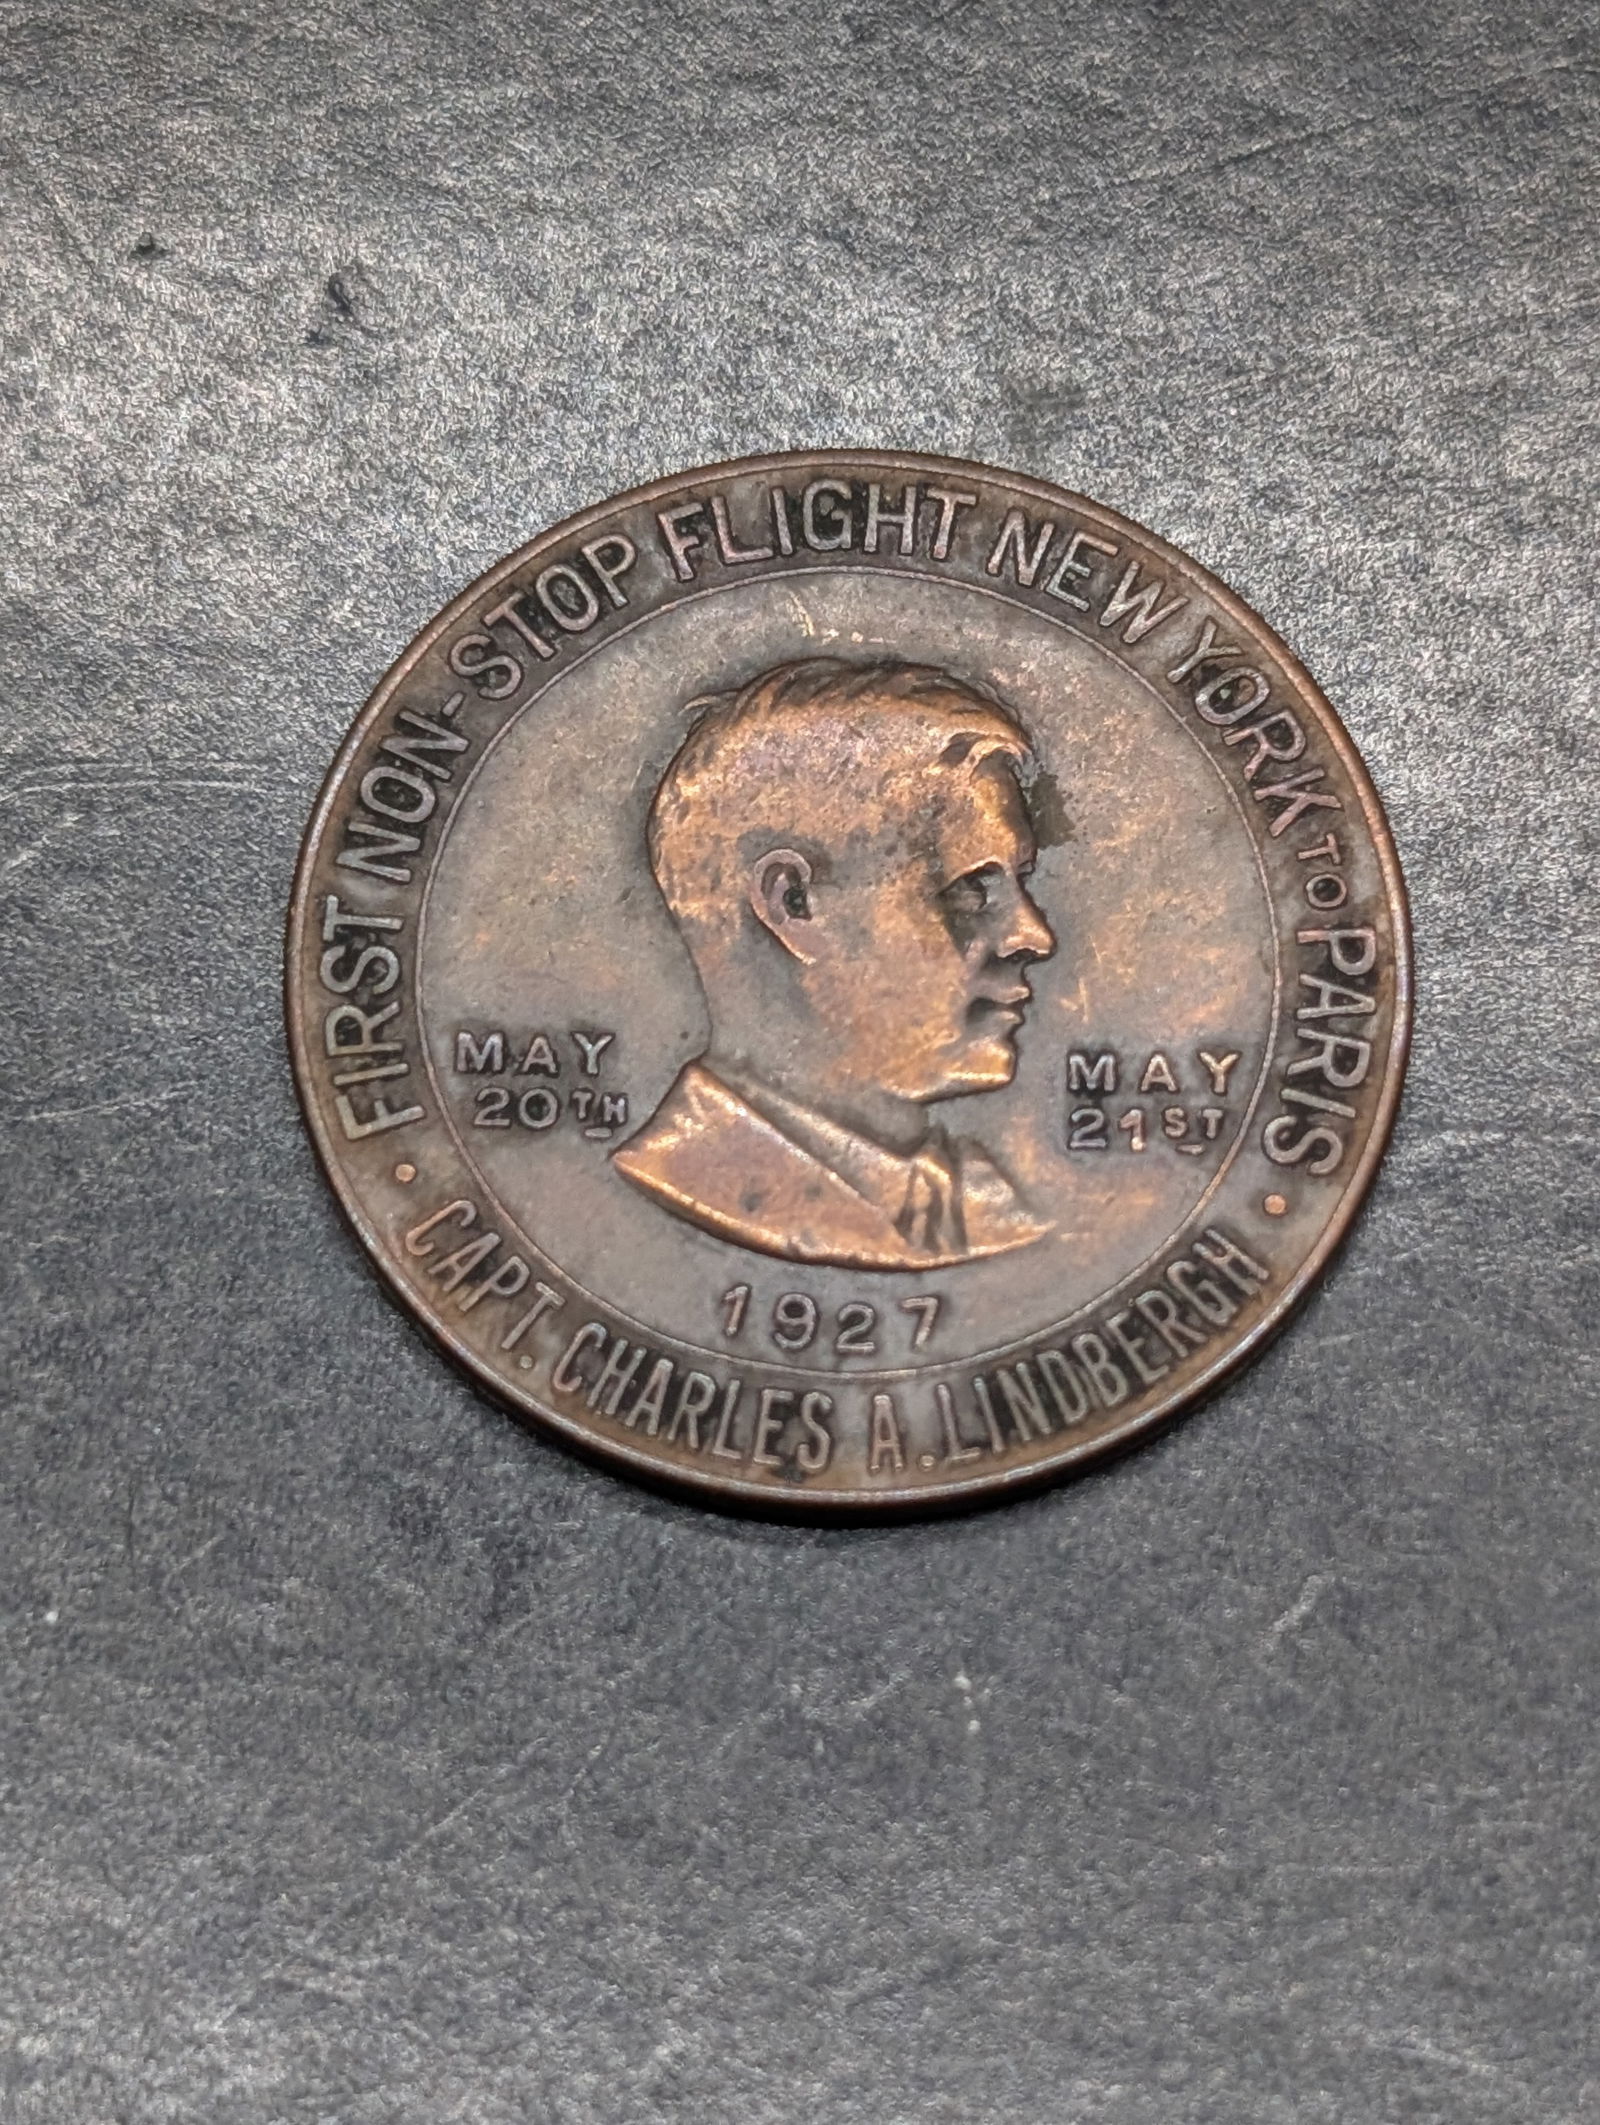 FIRST NON-STOP FLIGHT NEW YORK TO PARIS
MAY
20TH
MAY
21ST
1927
• CAPT. CHARLES A. LINDBERGH •